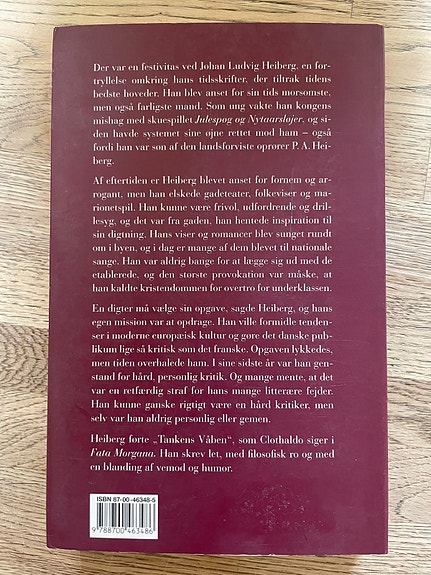 Der var en festivitas ved Johan Ludvig Heiberg, en for-
tryllelse omkring hans tidsskrifter, der tiltrak tidens
bedste hoveder. Han blev anset for sin tids morsomste,
men også farligste mand. Som ung vakte han kongens
mishag med skuespillet Julespøg og Nytaarsløjer, og si-
den havde systemet sine øjne rettet mod ham – også
fordi han var søn af den landsforviste oprører P. A. Hei-
berg.
Af eftertiden er Heiberg blevet anset for fornem og ar-
rogant, men han elskede gadeteater, folkeviser og ma-
rionetspil. Han kunne være frivol, udfordrende og dril-
lesyg, og det var fra gaden, han hentede inspiration til
sin digtning. Hans viser og romancer blev sunget rundt
om i byen, og i dag er mange af dem blevet til nationale
sange. Han var aldrig bange for at lægge sig ud med de
etablerede, og den største provokation var måske, at
han kaldte kristendommen for overtro for underklassen.
En digter må vælge sin opgave, sagde Heiberg, og hans
egen mission var at opdrage. Han ville formidle tenden-
ser i moderne europæisk kultur og gøre det danske pu-
blikum lige så kritisk som det franske. Opgaven lykkedes,
men tiden overhalede ham. I sine sidste år var han gen-
stand for hård, personlig kritik. Og mange mente, at det
var en retfærdig straf for hans mange litterære fejder.
Han kunne ganske rigtigt være en hård kritiker, men
selv var han aldrig personlig eller gemen.
Heiberg førte „Tankens Våben“, som Clothaldo siger i
Fata Morgana. Han skrev let, med filosofisk ro og med
en blanding af vemod og humor.
ISBN 87-00-46348-5
9 788700 463486